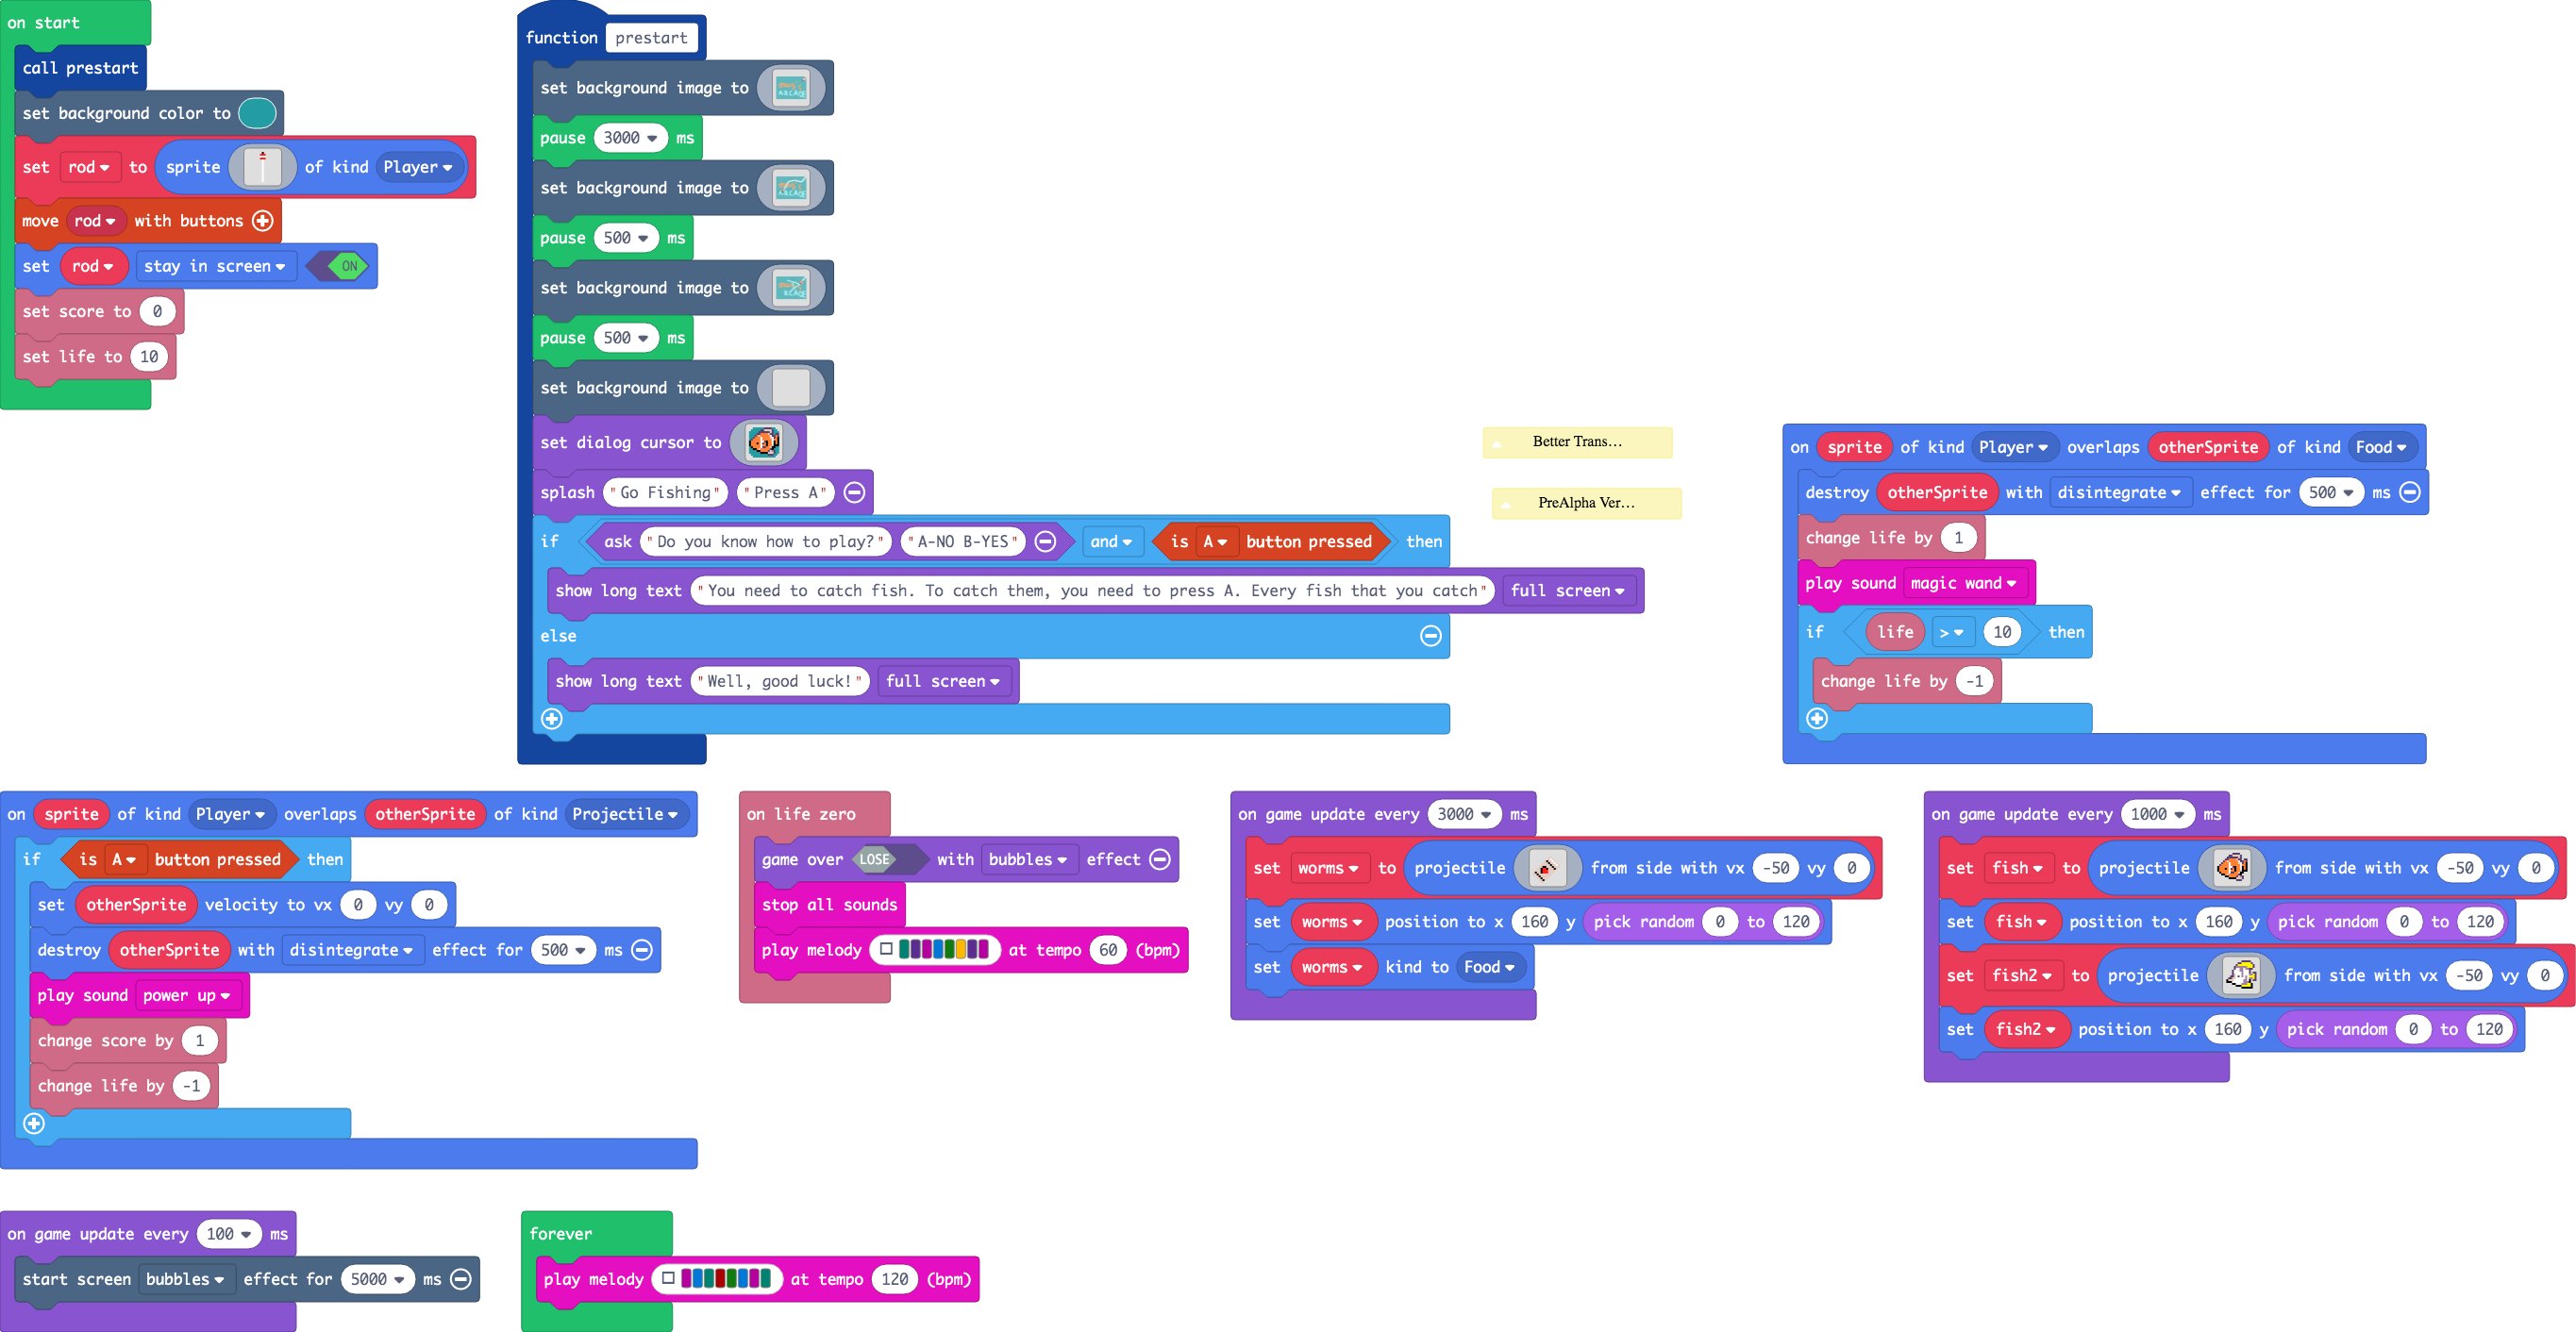 on start
call prestart
set background color to
set rod to sprite of kind Player
move rod with buttons
set rod stay in screen ON
set score to 0
set life to 10
function prestart
set background image to
pause 3000 ms
set background image to
pause 500 ms
set background image to
pause 500 ms
set background image to
set dialog cursor to
splash "Go Fishing" "Press A"
if ask "Do you know how to play?" "A-NO B-YES" and is A button pressed then
show long text "You need to catch fish. To catch them, you need to press A. Every fish that you catch" full screen
else
show long text "Well, good luck!" full screen
Better Trans...
PreAlpha Ver...
on sprite of kind Player overlaps otherSprite of kind Food
destroy otherSprite with disintegrate effect for 500 ms
change life by 1
play sound magic wand
if life > 10 then
change life by -1
on sprite of kind Player overlaps otherSprite of kind Projectile
if is A button pressed then
set otherSprite velocity to vx 0 vy 0
destroy otherSprite with disintegrate effect for 500 ms
play sound power up
change score by 1
change life by -1
on life zero
game over LOSE with bubbles effect
stop all sounds
play melody at tempo 60 (bpm)
on game update every 3000 ms
set worms to projectile from side with vx -50 vy 0
set worms position to x 160 y pick random 0 to 120
set worms kind to Food
on game update every 1000 ms
set fish to projectile from side with vx -50 vy 0
set fish position to x 160 y pick random 0 to 120
set fish2 to projectile from side with vx -50 vy 0
set fish2 position to x 160 y pick random 0 to 120
on game update every 100 ms
start screen bubbles effect for 5000 ms
forever
play melody at tempo 120 (bpm)